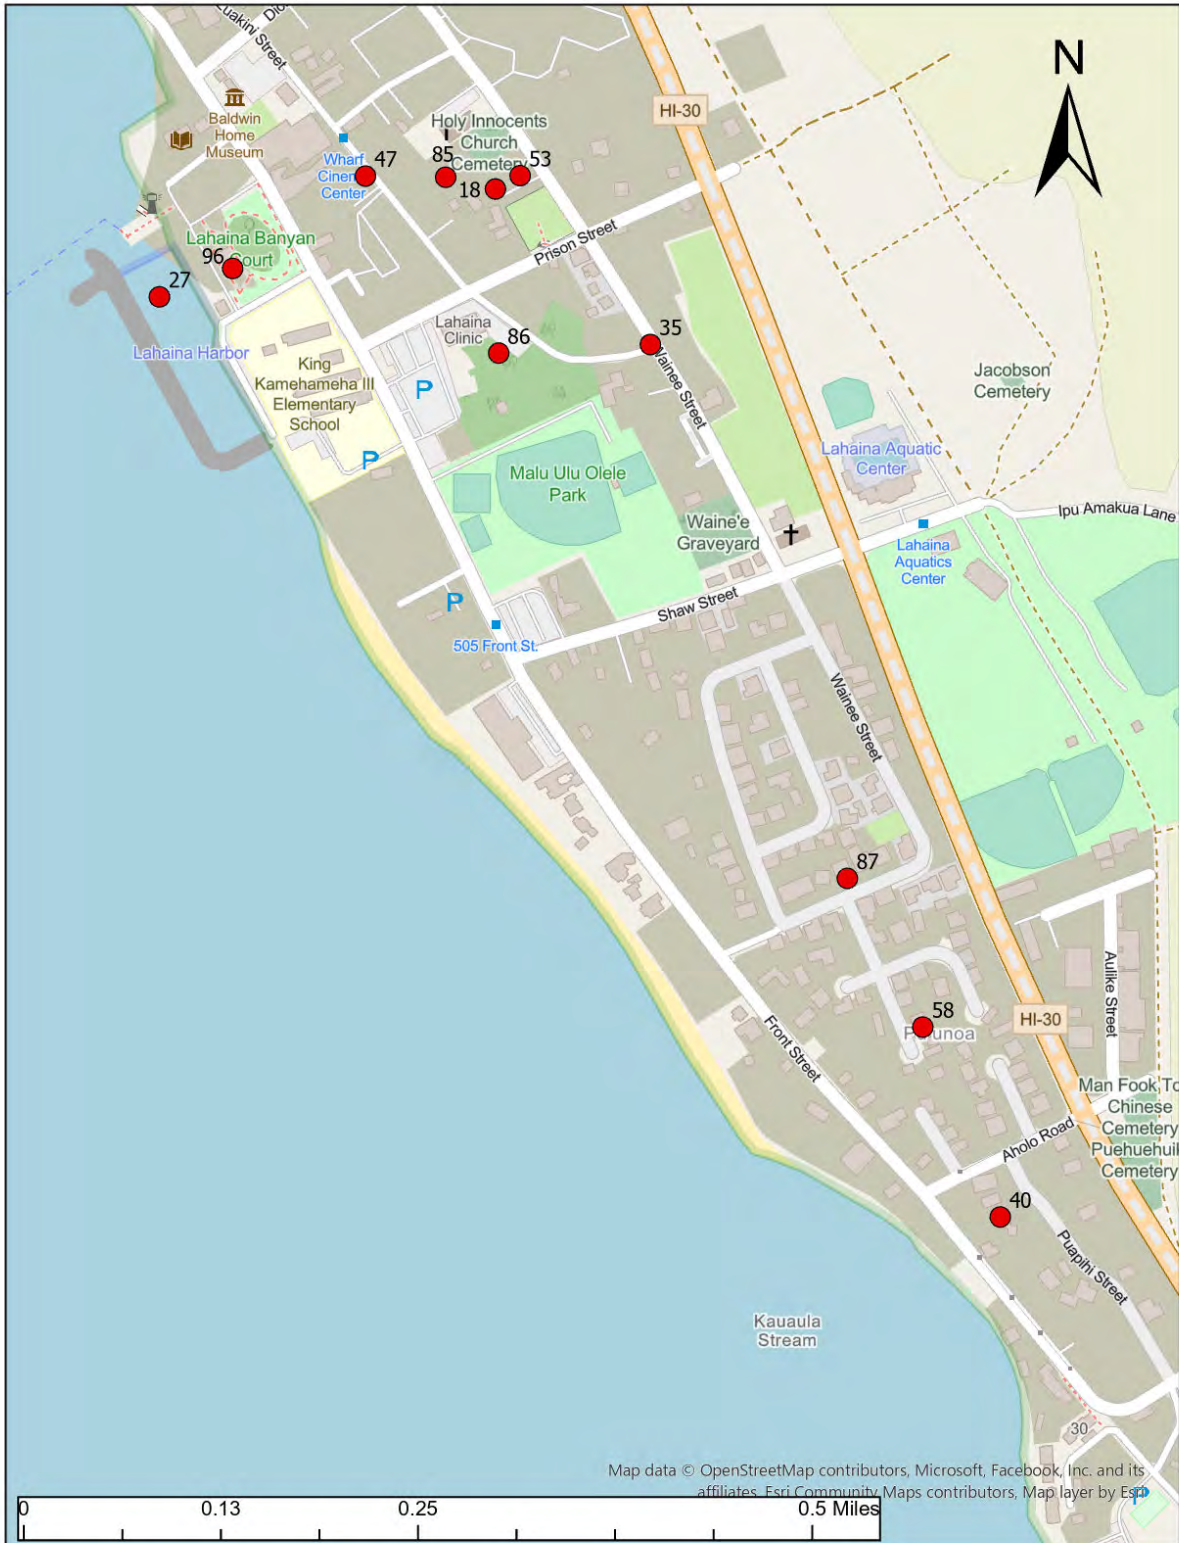 Dio
Luakini Street
N
HI-30
Baldwin
Home
Museum
Holy Innocents
Church
Cemetery
Wharf
Cinema
Center
47
85
18
53
Prison Street
Lahaina Banyan
Court
96
27
Lahaina Harbor
Lahaina
Clinic
86
35
King
Kamehameha III
Elementary
School
P
P
Wainee Street
Jacobson
Cemetery
Malu Ulu Olele
Park
Lahaina Aquatic
Center
Waine'e
Graveyard
Ipu Amakua Lane
Lahaina
Aquatics
Center
P
Shaw Street
505 Front St.
Wainee Street
87
Aulike Street
58
HI-30
Front Street
Man Fook To
Chinese
Cemetery
Puehuehuik
Cemetery
Aholo Road
40
Puapihi Street
Kauaula
Stream
30
Map data © OpenStreetMap contributors, Microsoft, Facebook, Inc. and its
affiliates, Esri Community Maps contributors, Map layer by Esri
P
0 0.13 0.25 0.5 Miles